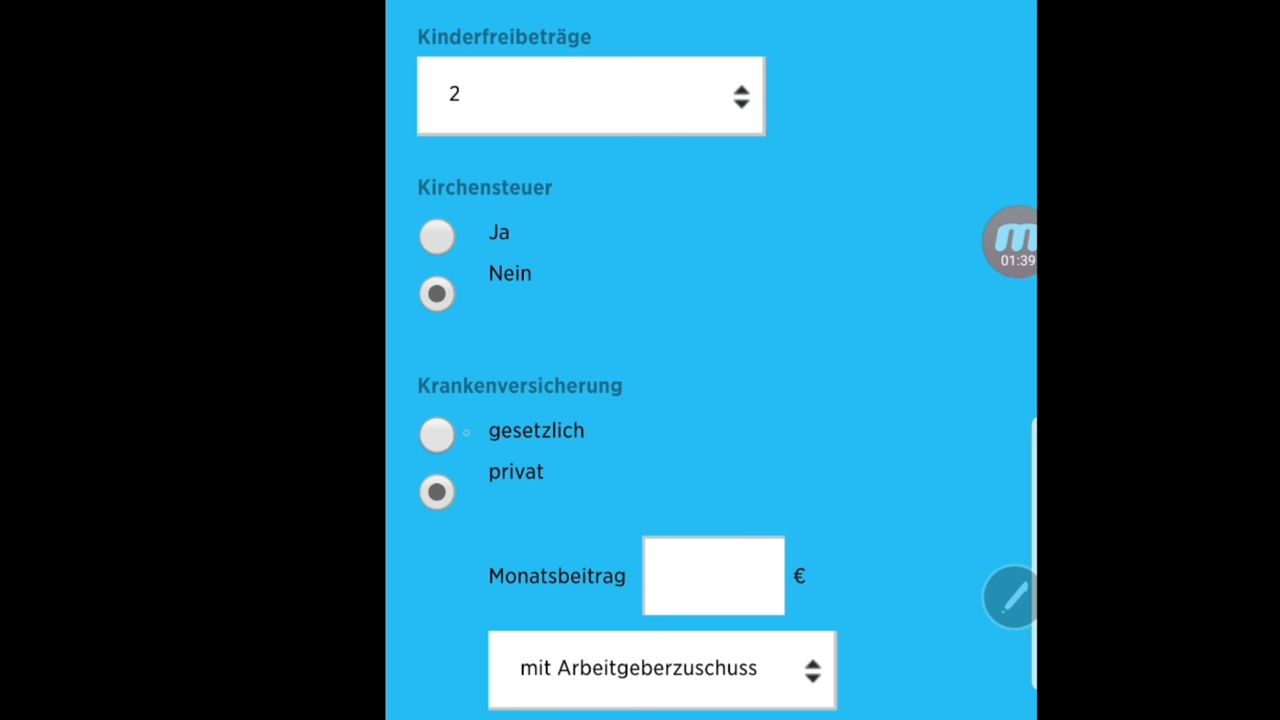 Kinderfreibeträge
2
Kirchensteuer
Ja
Nein
m
01:39
Krankenversicherung
gesetzlich
privat
Monatsbeitrag €
mit Arbeitgeberzuschuss